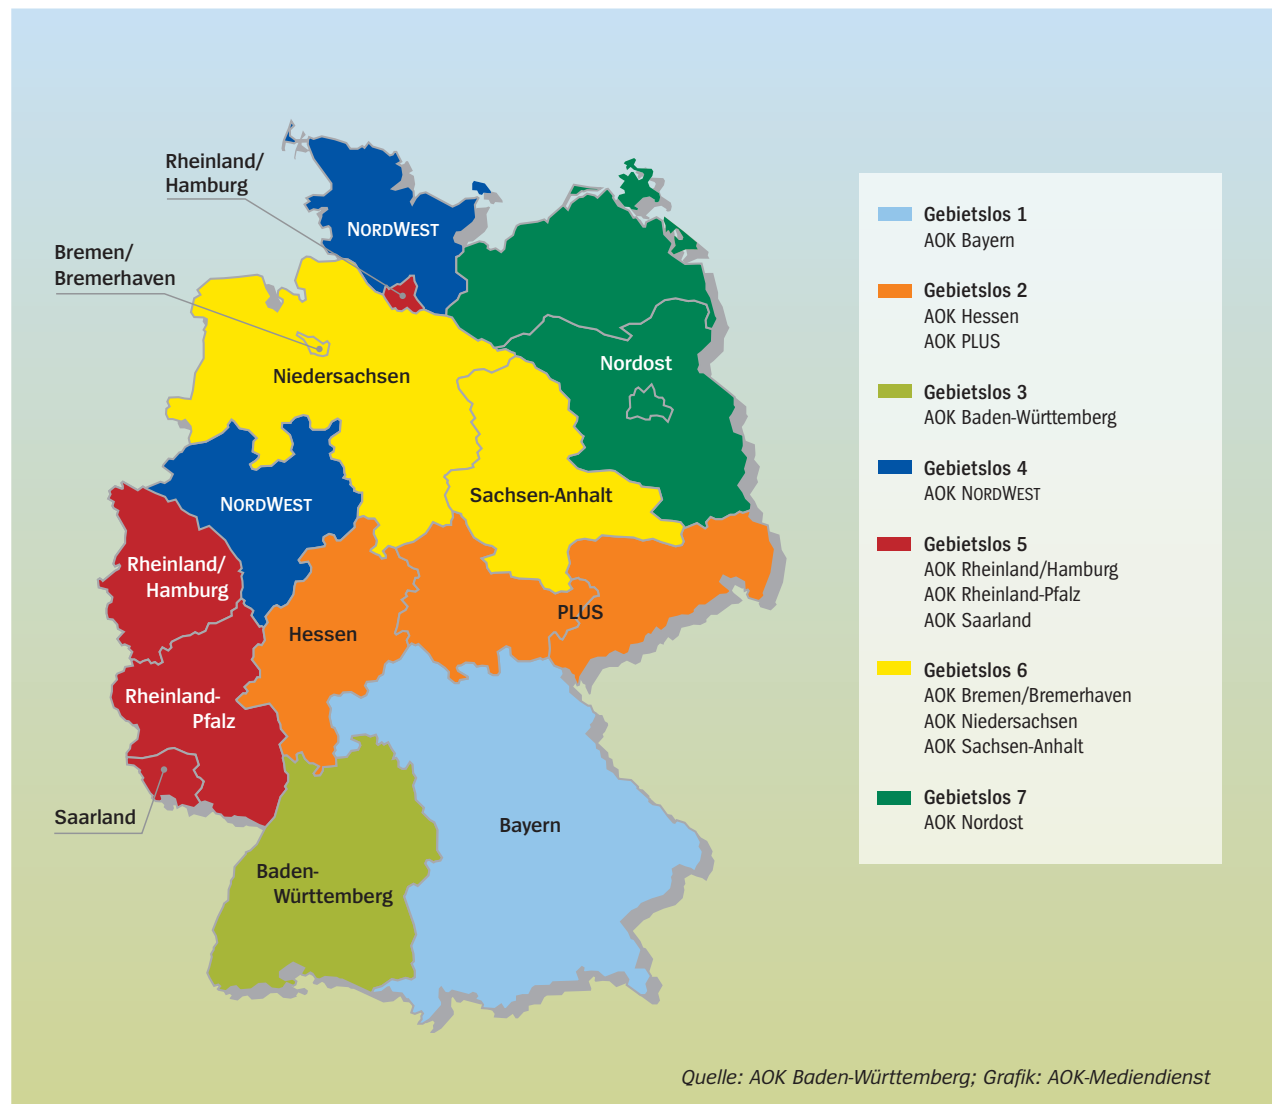 Rheinland/
Hamburg
NORDWEST
Bremen/
Bremerhaven
Niedersachsen
Nordost
NORDWEST
Sachsen-Anhalt
Rheinland/
Hamburg
PLUS
Hessen
Rheinland-
Pfalz
Saarland
Bayern
Baden-
Württemberg
Gebietslos 1
AOK Bayern
Gebietslos 2
AOK Hessen
AOK PLUS
Gebietslos 3
AOK Baden-Württemberg
Gebietslos 4
AOK NORDWEST
Gebietslos 5
AOK Rheinland/Hamburg
AOK Rheinland-Pfalz
AOK Saarland
Gebietslos 6
AOK Bremen/Bremerhaven
AOK Niedersachsen
AOK Sachsen-Anhalt
Gebietslos 7
AOK Nordost
Quelle: AOK Baden-Württemberg; Grafik: AOK-Mediendienst